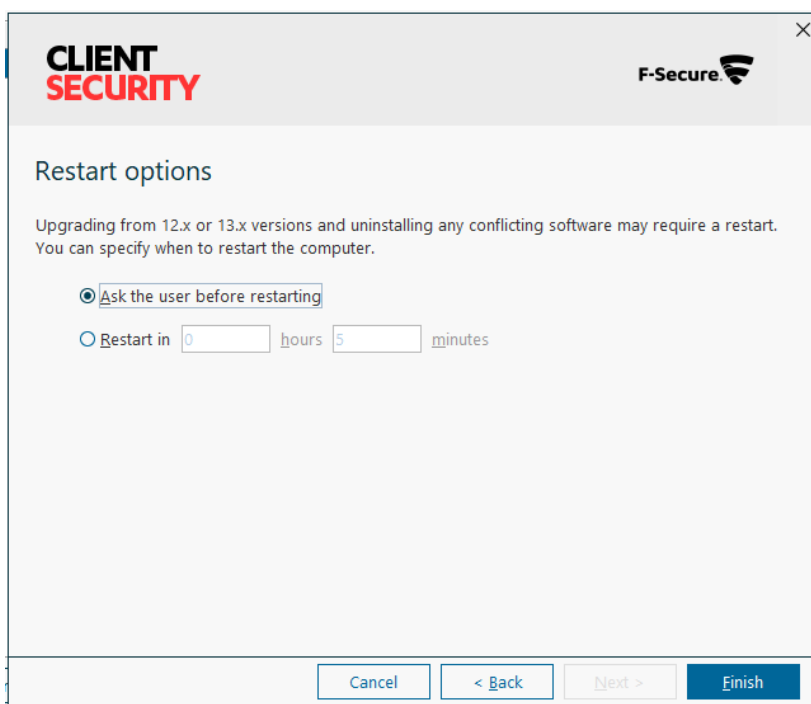 CLIENT
SECURITY
F-Secure.
Restart options
Upgrading from 12.x or 13.x versions and uninstalling any conflicting software may require a restart.
You can specify when to restart the computer.
Ask the user before restarting
Restart in 0 hours 5 minutes
Cancel < Back Next > Finish